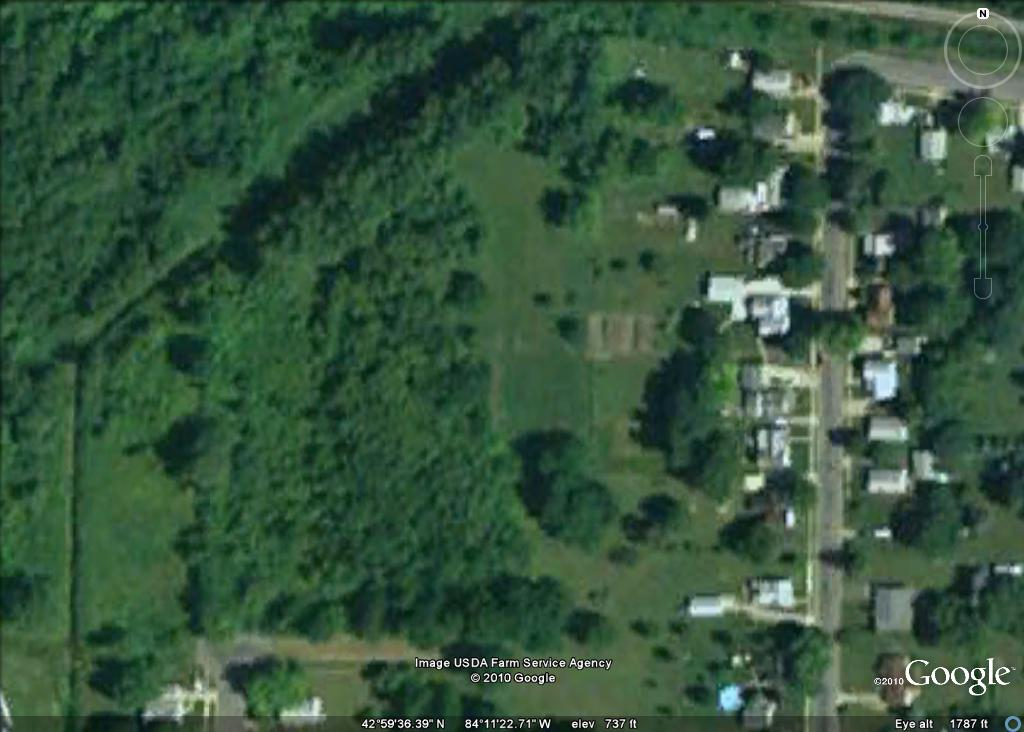 N
Image USDA Farm Service Agency
© 2010 Google
©2010 Google™
42°59'36.39" N 84°11'22.71" W elev 737 ft Eye alt 1787 ft